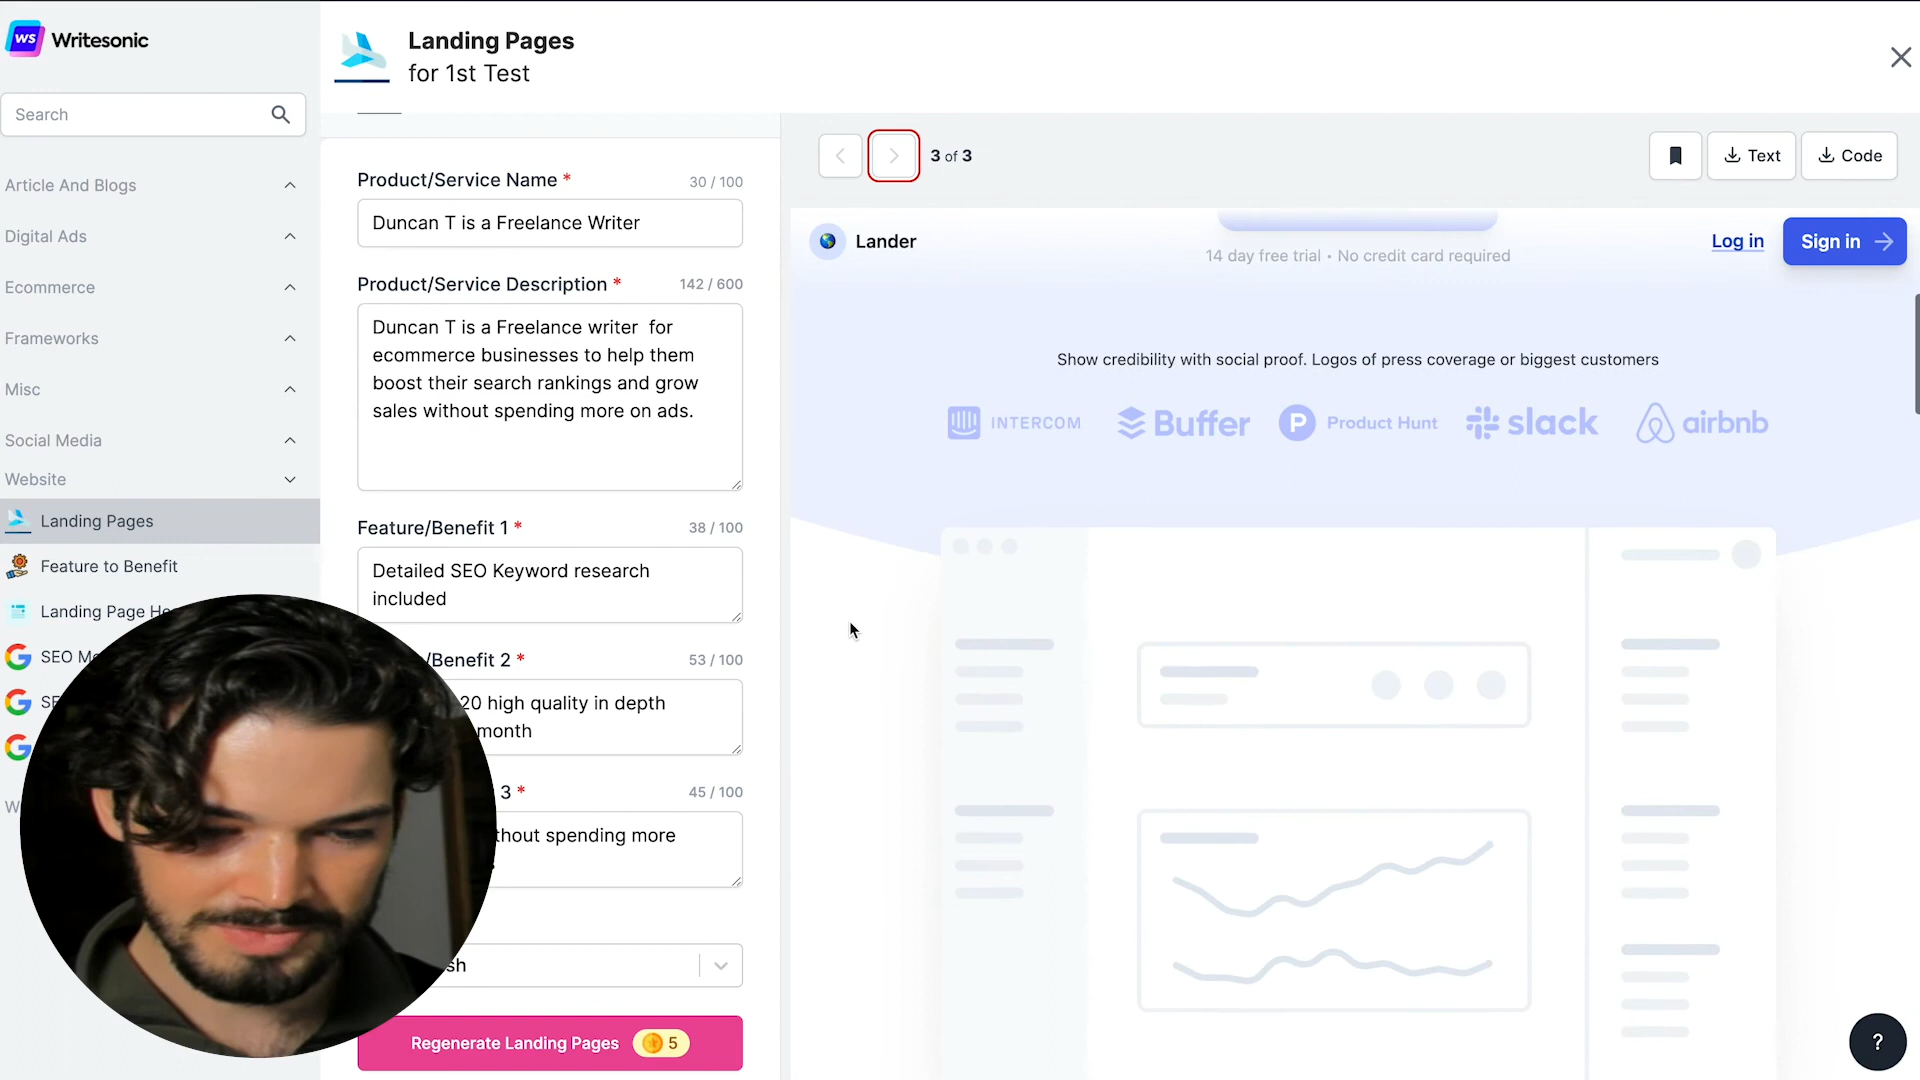 ws Writesonic
Search
Article And Blogs
Digital Ads
Ecommerce
Frameworks
Misc
Social Media
Website
Landing Pages
Feature to Benefit
Landing Page He
SEO Me
SE
W
Landing Pages
for 1st Test
Product/Service Name *
30 / 100
Duncan T is a Freelance Writer
Product/Service Description *
142 / 600
Duncan T is a Freelance writer  for
ecommerce businesses to help them
boost their search rankings and grow
sales without spending more on ads.
Feature/Benefit 1 *
38 / 100
Detailed SEO Keyword research
included
/Benefit 2 *
53 / 100
20 high quality in depth
month
3 *
45 / 100
thout spending more
sh
Regenerate Landing Pages
5
3 of 3
Text
Code
Lander
14 day free trial • No credit card required
Log in
Sign in
Show credibility with social proof. Logos of press coverage or biggest customers
INTERCOM
Buffer
P Product Hunt
slack
airbnb
?